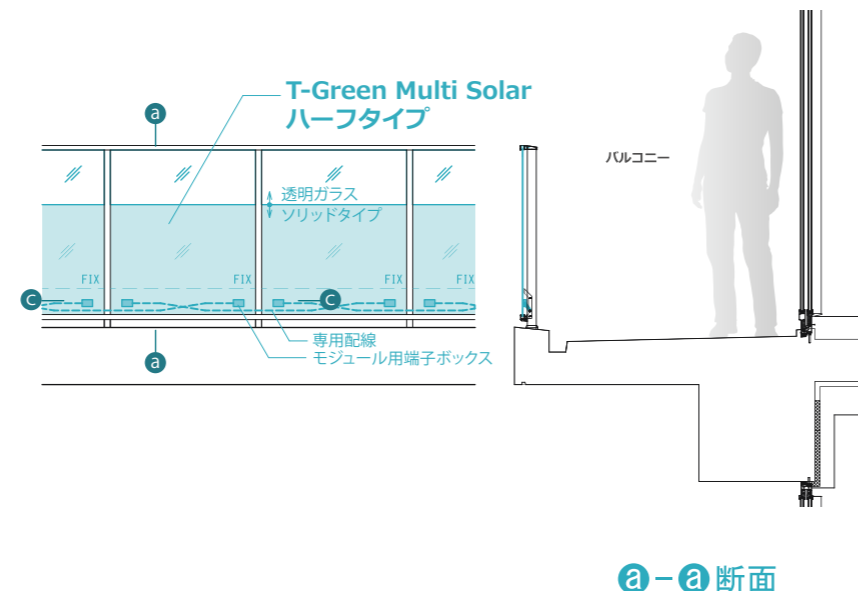 T-Green Multi Solar
ハーフタイプ
a
バルコニー
透明ガラス
ソリッドタイプ
FIX
FIX
FIX
FIX
c
c
専用配線
モジュール用端子ボックス
a
a-a断面